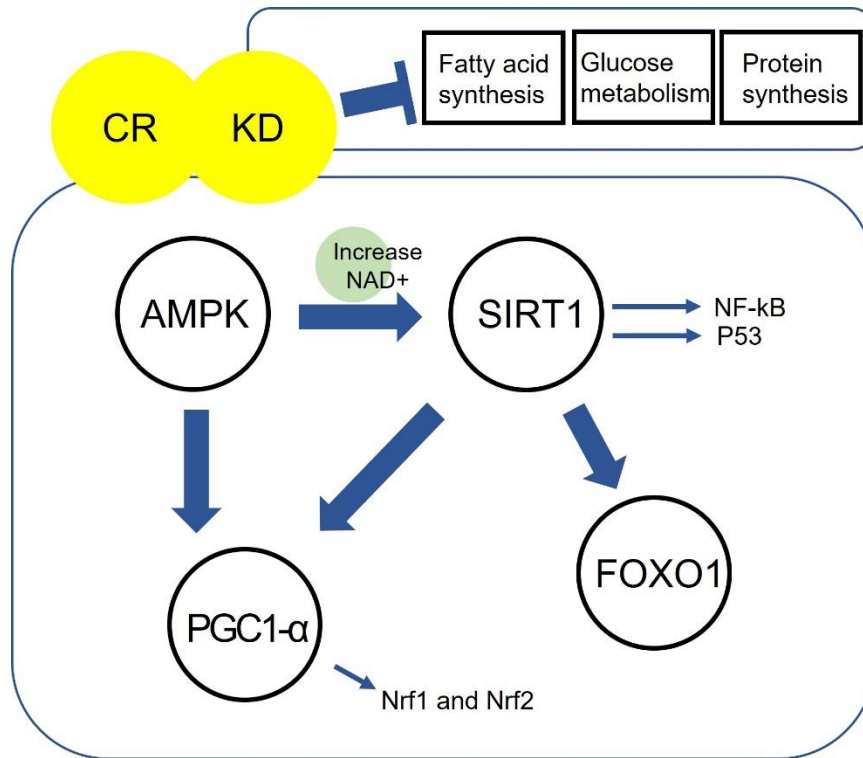 CR
KD
Fatty acid
synthesis
Glucose
metabolism
Protein
synthesis
AMPK
Increase
NAD+
SIRT1
NF-kB
P53
PGC1-α
FOXO1
Nrf1 and Nrf2